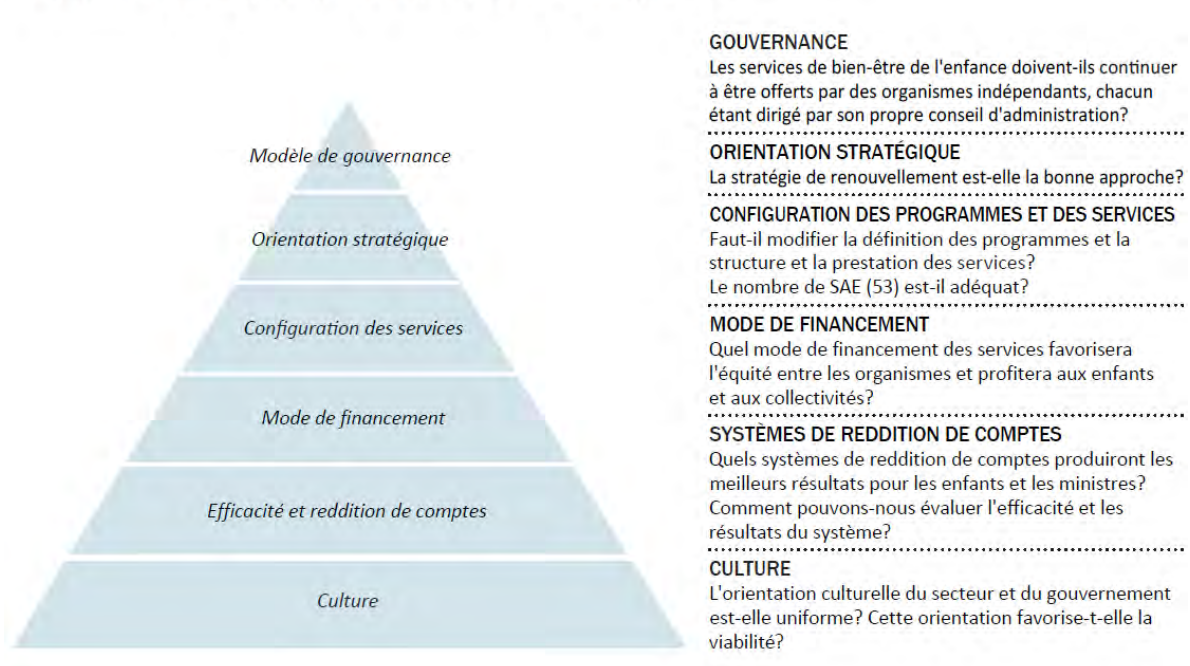 Modèle de gouvernance
Orientation stratégique
Configuration des services
Mode de financement
Efficacité et reddition de comptes
Culture
GOUVERNANCE
Les services de bien-être de l'enfance doivent-ils continuer
à être offerts par des organismes indépendants, chacun
étant dirigé par son propre conseil d'administration?
ORIENTATION STRATÉGIQUE
La stratégie de renouvellement est-elle la bonne approche?
CONFIGURATION DES PROGRAMMES ET DES SERVICES
Faut-il modifier la définition des programmes et la
structure et la prestation des services?
Le nombre de SAE (53) est-il adéquat?
MODE DE FINANCEMENT
Quel mode de financement des services favorisera
l'équité entre les organismes et profitera aux enfants
et aux collectivités?
SYSTÈMES DE REDDITION DE COMPTES
Quels systèmes de reddition de comptes produiront les
meilleurs résultats pour les enfants et les ministres?
Comment pouvons-nous évaluer l'efficacité et les
résultats du système?
CULTURE
L'orientation culturelle du secteur et du gouvernement
est-elle uniforme? Cette orientation favorise-t-elle la
viabilité?